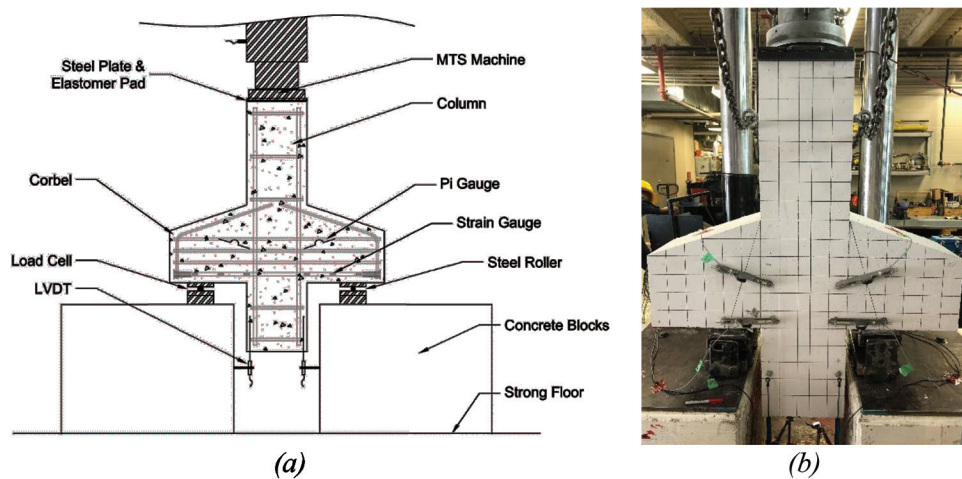 Steel Plate &
Elastomer Pad
MTS Machine
Column
Corbel
Pi Gauge
Strain Gauge
Load Cell
Steel Roller
LVDT
Concrete Blocks
Strong Floor
(a)
(b)